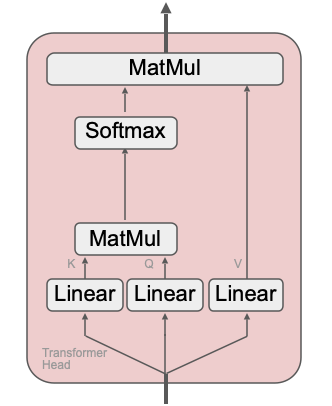 MatMul
Softmax
MatMul
K Q V
Linear Linear Linear
Transformer
Head